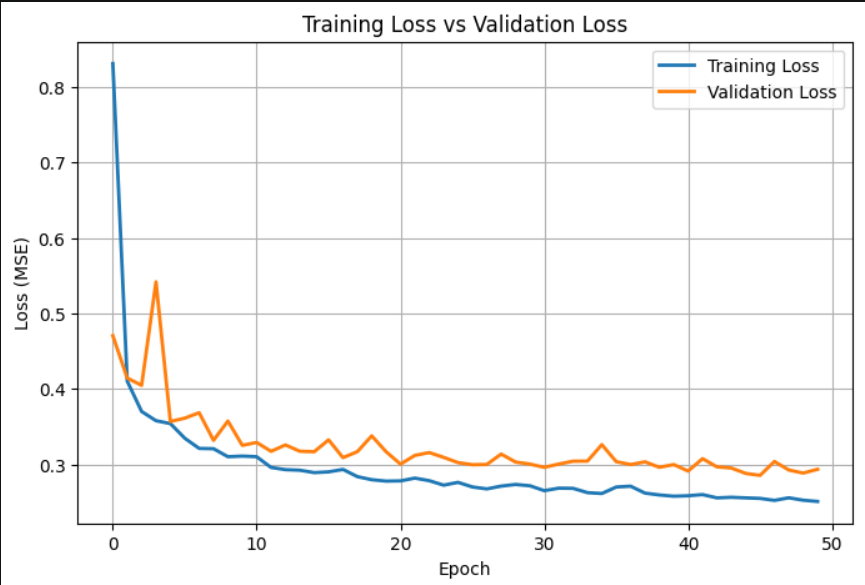 Training Loss vs Validation Loss
Training Loss
Validation Loss
Loss (MSE)
0.8
0.7
0.6
0.5
0.4
0.3
0 10 20 30 40 50
Epoch